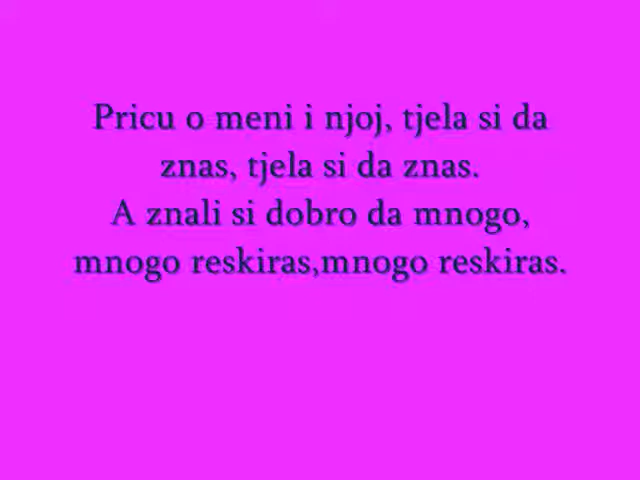 Pricu o meni i njoj, tjela si da
znas, tjela si da znas.
A znali si dobro da mnogo,
mnogo reskiras,mnogo reskiras.